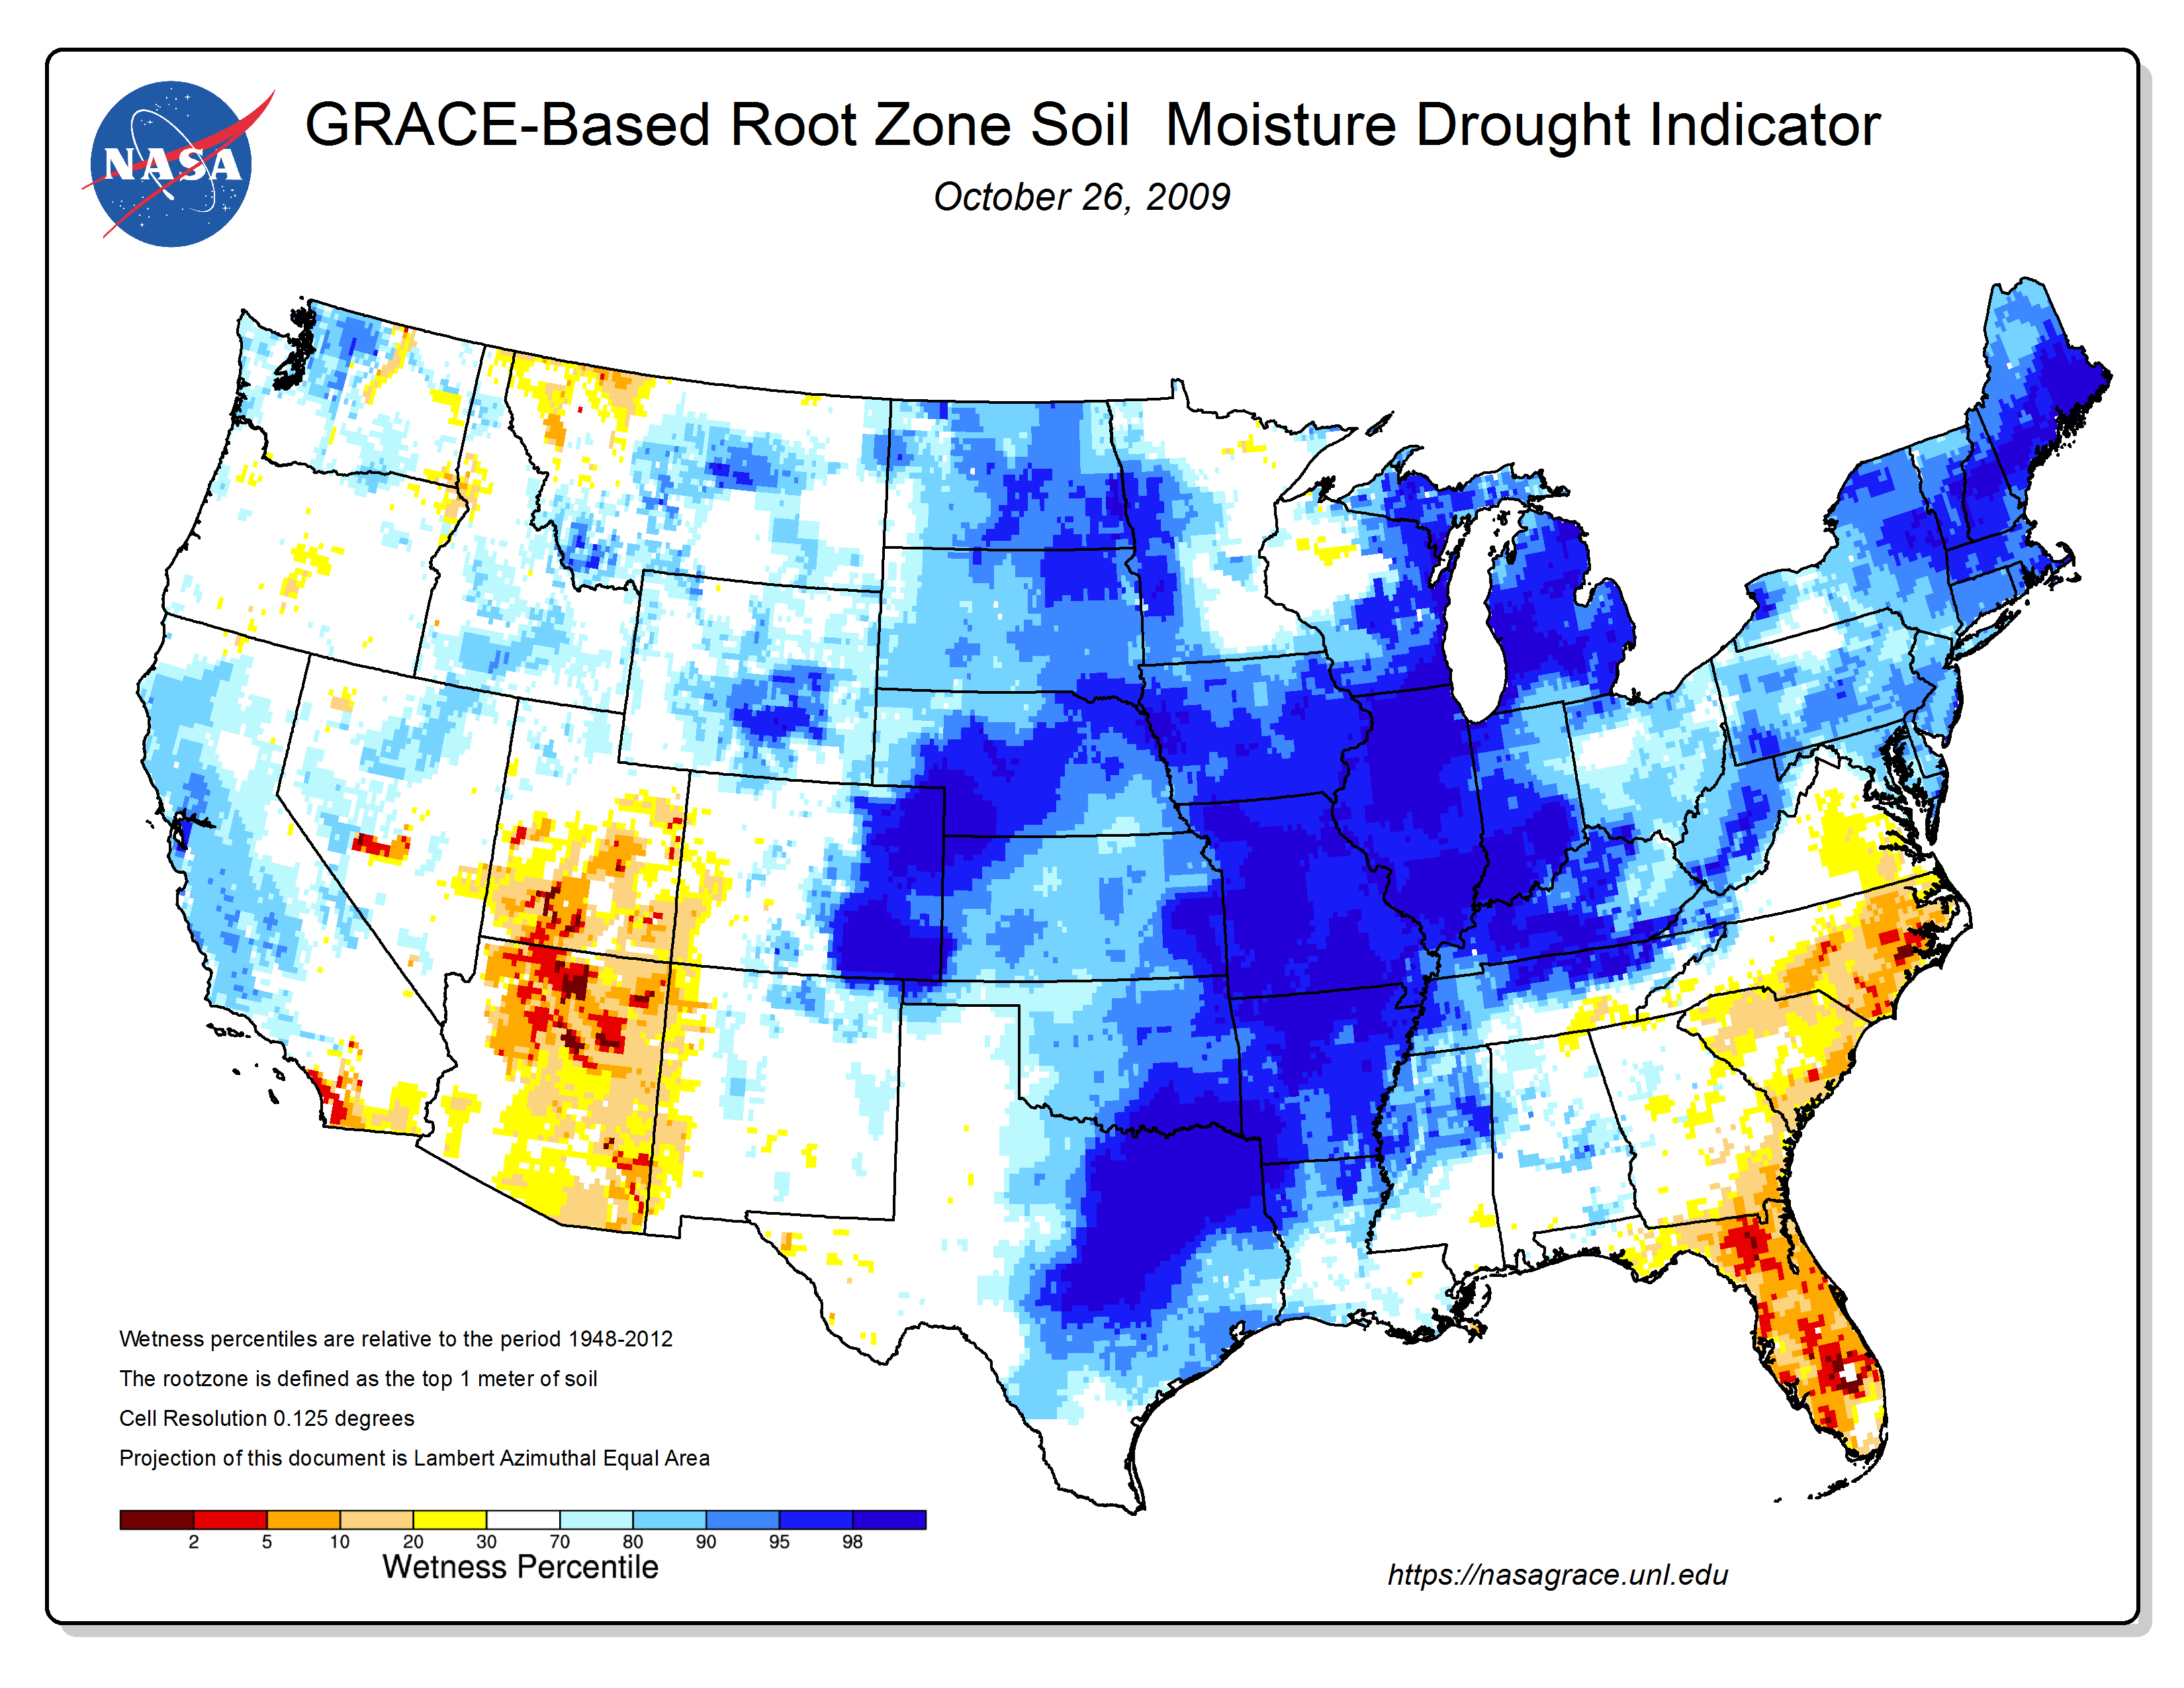 NASA
GRACE-Based Root Zone Soil  Moisture Drought Indicator
October 26, 2009
Wetness percentiles are relative to the period 1948-2012
The rootzone is defined as the top 1 meter of soil
Cell Resolution 0.125 degrees
Projection of this document is Lambert Azimuthal Equal Area
2 5 10 20 30 70 80 90 95 98
Wetness Percentile
https://nasagrace.unl.edu